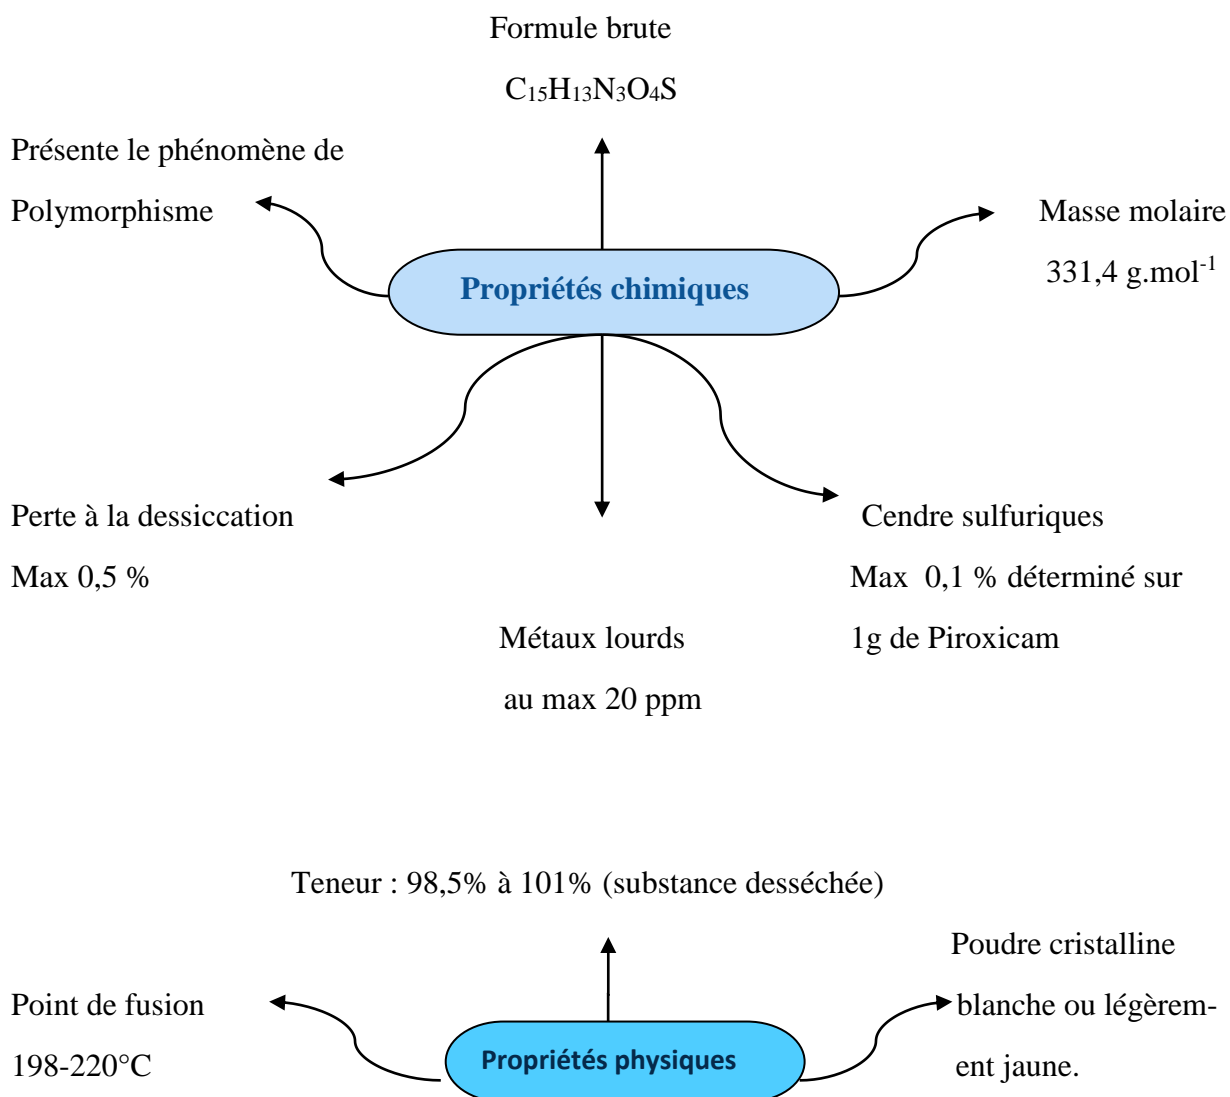 Formule brute
C₁₅H₁₃N₃O₄S
Présente le phénomène de
Polymorphisme
Masse molaire
331,4 g.mol⁻¹
Propriétés chimiques
Perte à la dessiccation
Max 0,5 %
Cendre sulfuriques
Max 0,1 % déterminé sur
1g de Piroxicam
Métaux lourds
au max 20 ppm
Teneur : 98,5% à 101% (substance desséchée)
Point de fusion
198-220°C
Poudre cristalline
blanche ou légèrem-
ent jaune.
Propriétés physiques